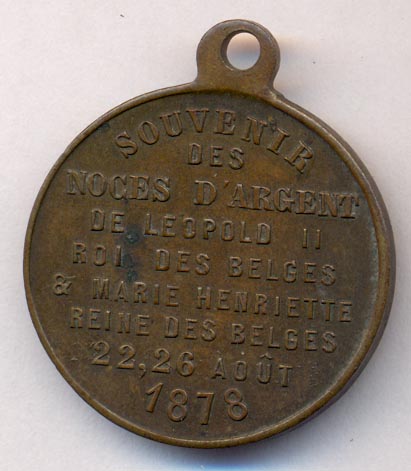 SOUVENIR
DES
NOCES D'ARGENT
DE LEOPOLD II
ROI DES BELGES
& MARIE HENRIETTE
REINE DES BELGES
22,26 AOÛT
1878